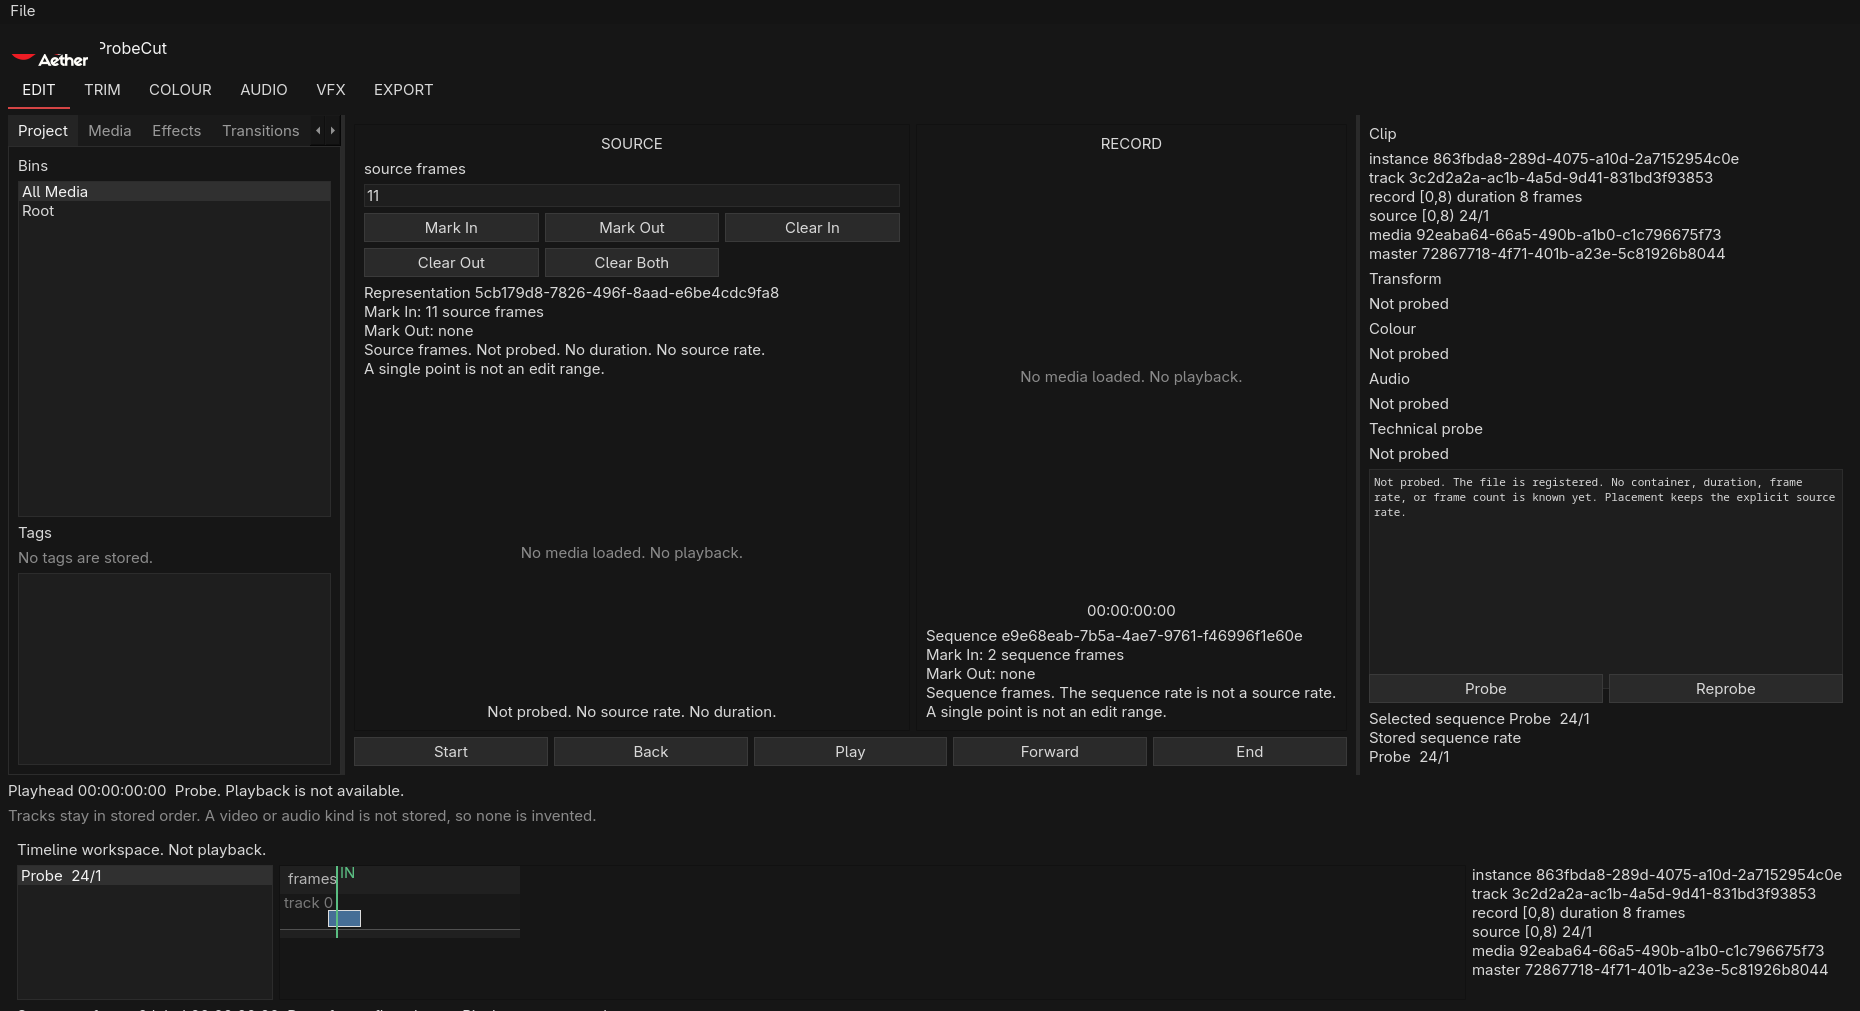 File
Aether
ProbeCut
EDIT TRIM COLOUR AUDIO VFX EXPORT
Project Media Effects Transitions
Bins
All Media
Root
Tags
No tags are stored.
SOURCE
source frames
11
Mark In Mark Out Clear In
Clear Out Clear Both
Representation 5cb179d8-7826-496f-8aad-e6be4cdc9fa8
Mark In: 11 source frames
Mark Out: none
Source frames. Not probed. No duration. No source rate.
A single point is not an edit range.
No media loaded. No playback.
Not probed. No source rate. No duration.
RECORD
No media loaded. No playback.
00:00:00:00
Sequence e9e68eab-7b5a-4ae7-9761-f46996f1e60e
Mark In: 2 sequence frames
Mark Out: none
Sequence frames. The sequence rate is not a source rate.
A single point is not an edit range.
Start Back Play Forward End
Clip
instance 863fbda8-289d-4075-a10d-2a7152954c0e
track 3c2d2a2a-ac1b-4a5d-9d41-831bd3f93853
record [0,8) duration 8 frames
source [0,8) 24/1
media 92eaba64-66a5-490b-a1b0-c1c796675f73
master 72867718-4f71-401b-a23e-5c81926b8044
Transform
Not probed
Colour
Not probed
Audio
Not probed
Technical probe
Not probed
Not probed. The file is registered. No container, duration, frame
rate, or frame count is known yet. Placement keeps the explicit source
rate.
Probe Reprobe
Selected sequence Probe  24/1
Stored sequence rate
Probe  24/1
Playhead 00:00:00:00  Probe. Playback is not available.
Tracks stay in stored order. A video or audio kind is not stored, so none is invented.
Timeline workspace. Not playback.
Probe  24/1
frames IN
track 0
instance 863fbda8-289d-4075-a10d-2a7152954c0e
track 3c2d2a2a-ac1b-4a5d-9d41-831bd3f93853
record [0,8) duration 8 frames
source [0,8) 24/1
media 92eaba64-66a5-490b-a1b0-c1c796675f73
master 72867718-4f71-401b-a23e-5c81926b8044